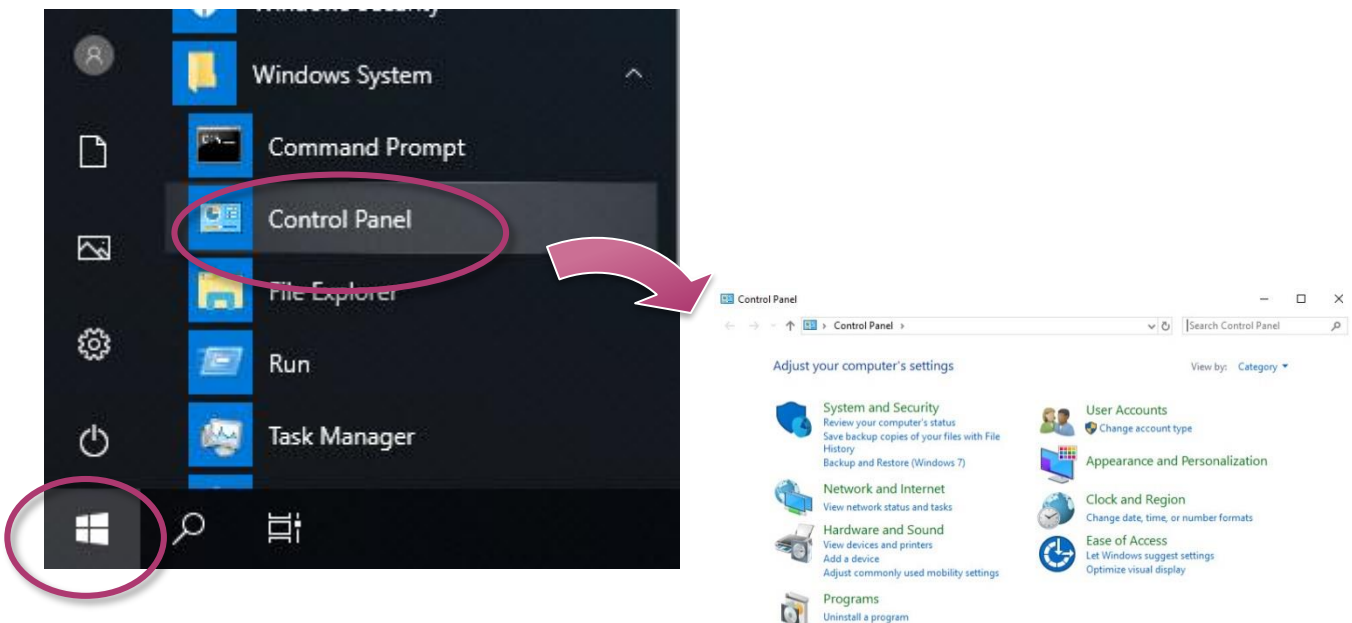 Windows System
Command Prompt
Control Panel
File Explorer
Run
Task Manager
Control Panel
Control Panel
Search Control Panel
Adjust your computer's settings
View by: Category
System and Security
Review your computer's status
Save backup copies of your files with File
History
Backup and Restore (Windows 7)
Network and Internet
View network status and tasks
Hardware and Sound
View devices and printers
Add a device
Adjust commonly used mobility settings
Programs
Uninstall a program
User Accounts
Change account type
Appearance and Personalization
Clock and Region
Change date, time, or number formats
Ease of Access
Let Windows suggest settings
Optimize visual display